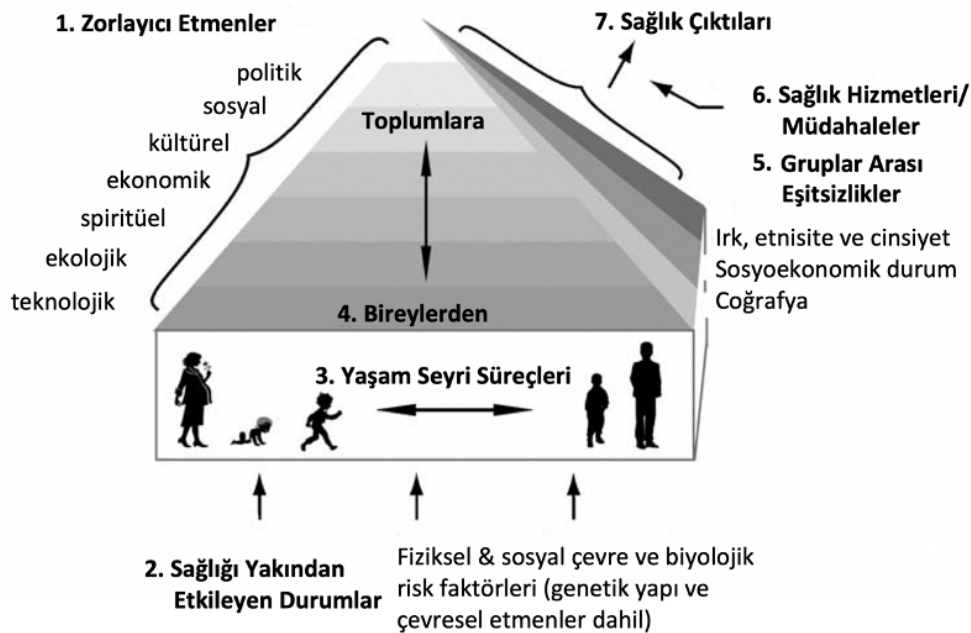 1. Zorlayıcı Etmenler
politik
sosyal
kültürel
ekonomik
spiritüel
ekolojik
teknolojik
7. Sağlık Çıktıları
6. Sağlık Hizmetleri/
Müdahaleler
5. Gruplar Arası
Eşitsizlikler
Irk, etnisite ve cinsiyet
Sosyoekonomik durum
Coğrafya
Toplumlara
4. Bireylerden
3. Yaşam Seyri Süreçleri
2. Sağlığı Yakından
Etkileyen Durumlar
Fiziksel & sosyal çevre ve biyolojik
risk faktörleri (genetik yapı ve
çevresel etmenler dahil)